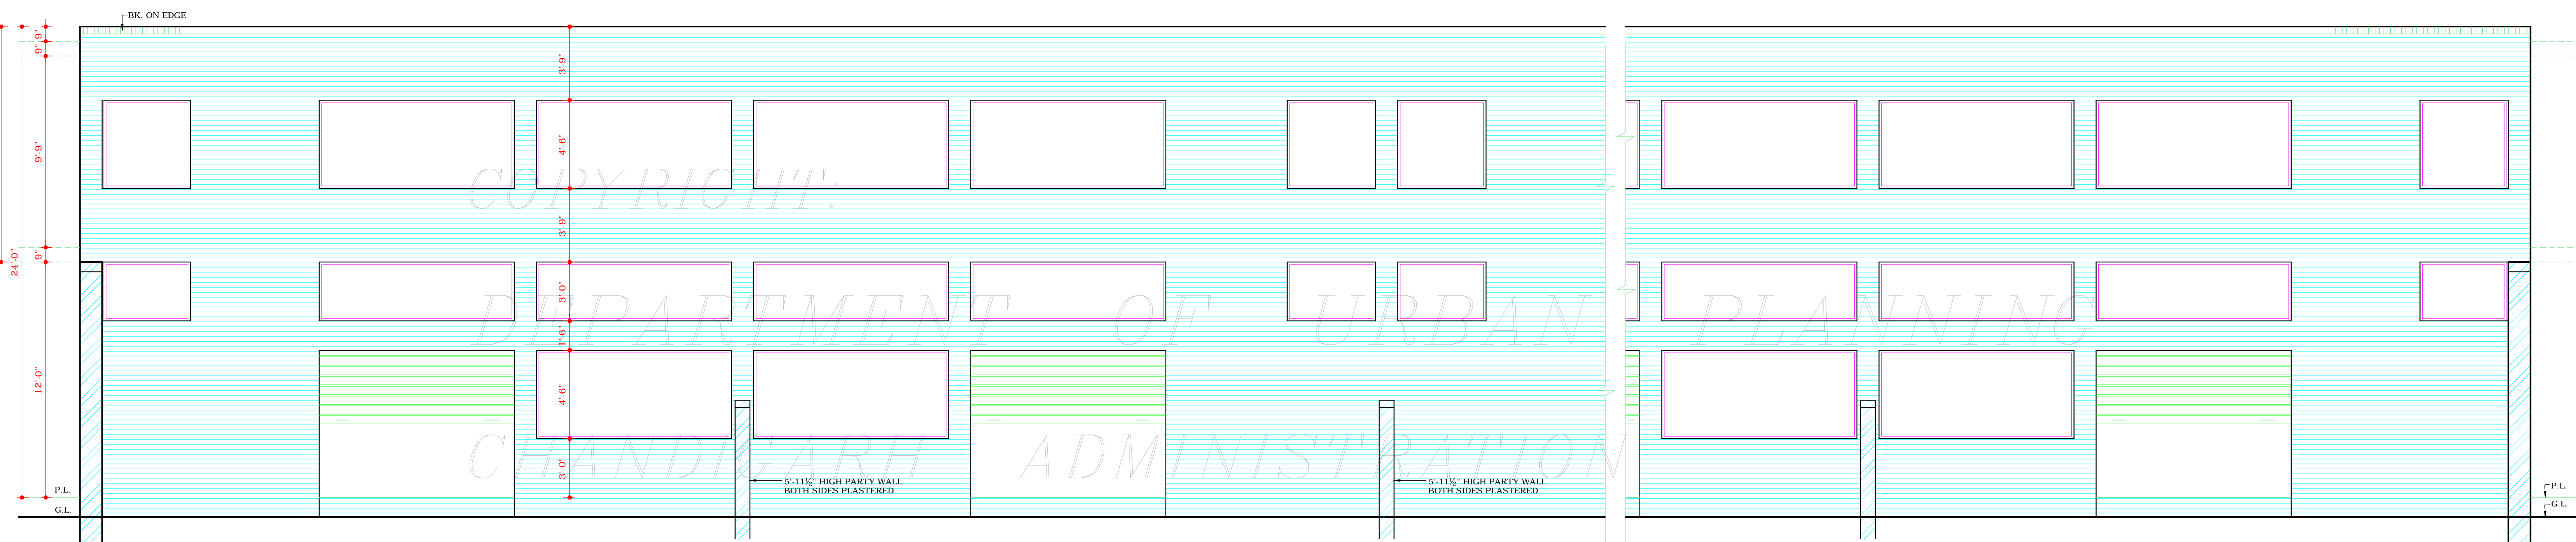 BK. ON EDGE
9"
9"
9'-9"
9"
24'-0"
12'-0"
3'-9"
4'-6"
3'-9"
3'-0"
1'-6"
4'-6"
3'-0"
COPYRIGHT:
DEPARTMENT OF URBAN PLANNING
CHANDIGARH ADMINISTRATION
5'-11½" HIGH PARTY WALL
BOTH SIDES PLASTERED
5'-11½" HIGH PARTY WALL
BOTH SIDES PLASTERED
P.L.
G.L.
P.L.
G.L.